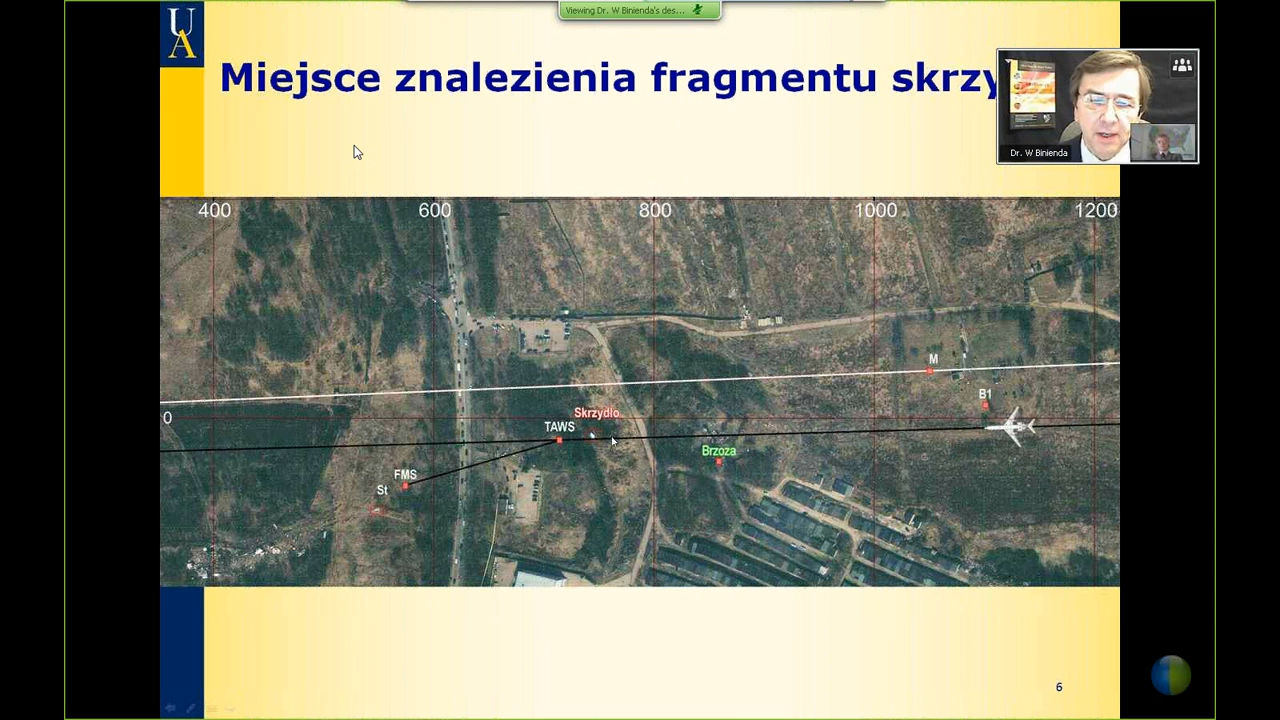 Viewing Dr. W Binienda's des...
UA
Miejsce znalezienia fragmentu skrzy
Dr. W Binienda
400 600 800 1000 1200
M
B1
0
Skrzydlo
TAWS
Brzoza
FMS
St
6